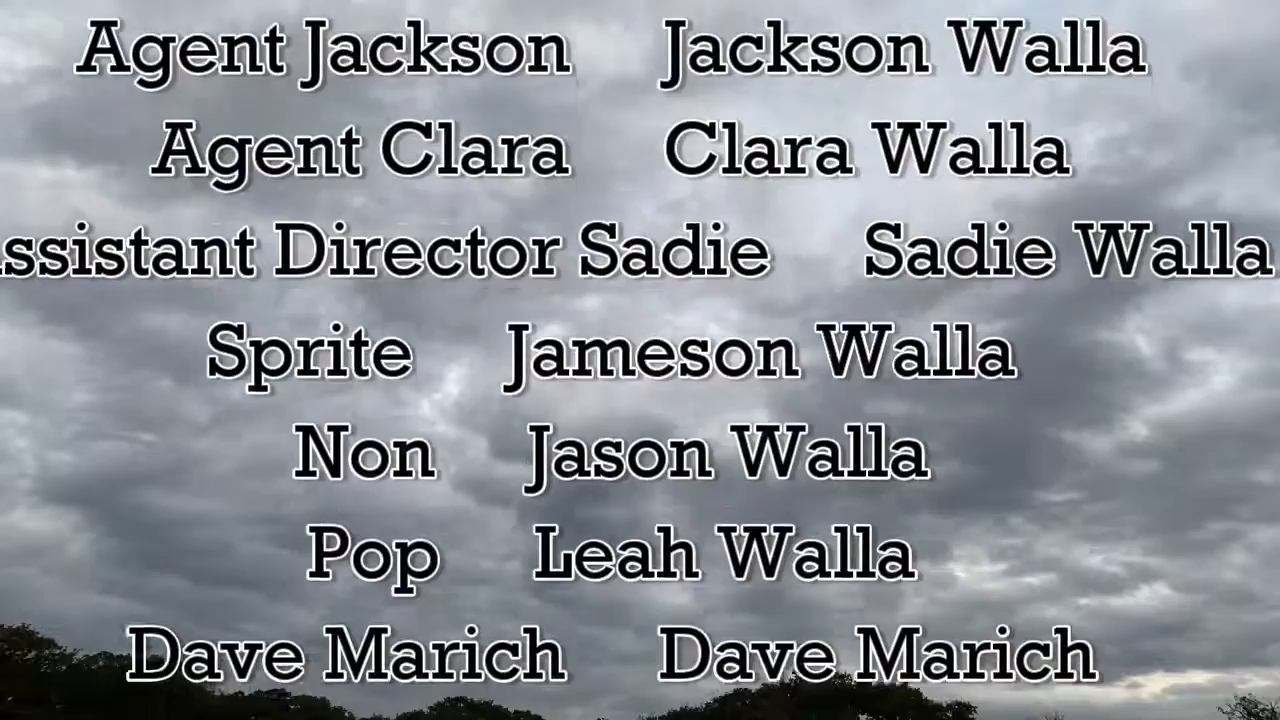 Agent Jackson Jackson Walla
Agent Clara Clara Walla
ssistant Director Sadie Sadie Walla
Sprite Jameson Walla
Non Jason Walla
Pop Leah Walla
Dave Marich Dave Marich